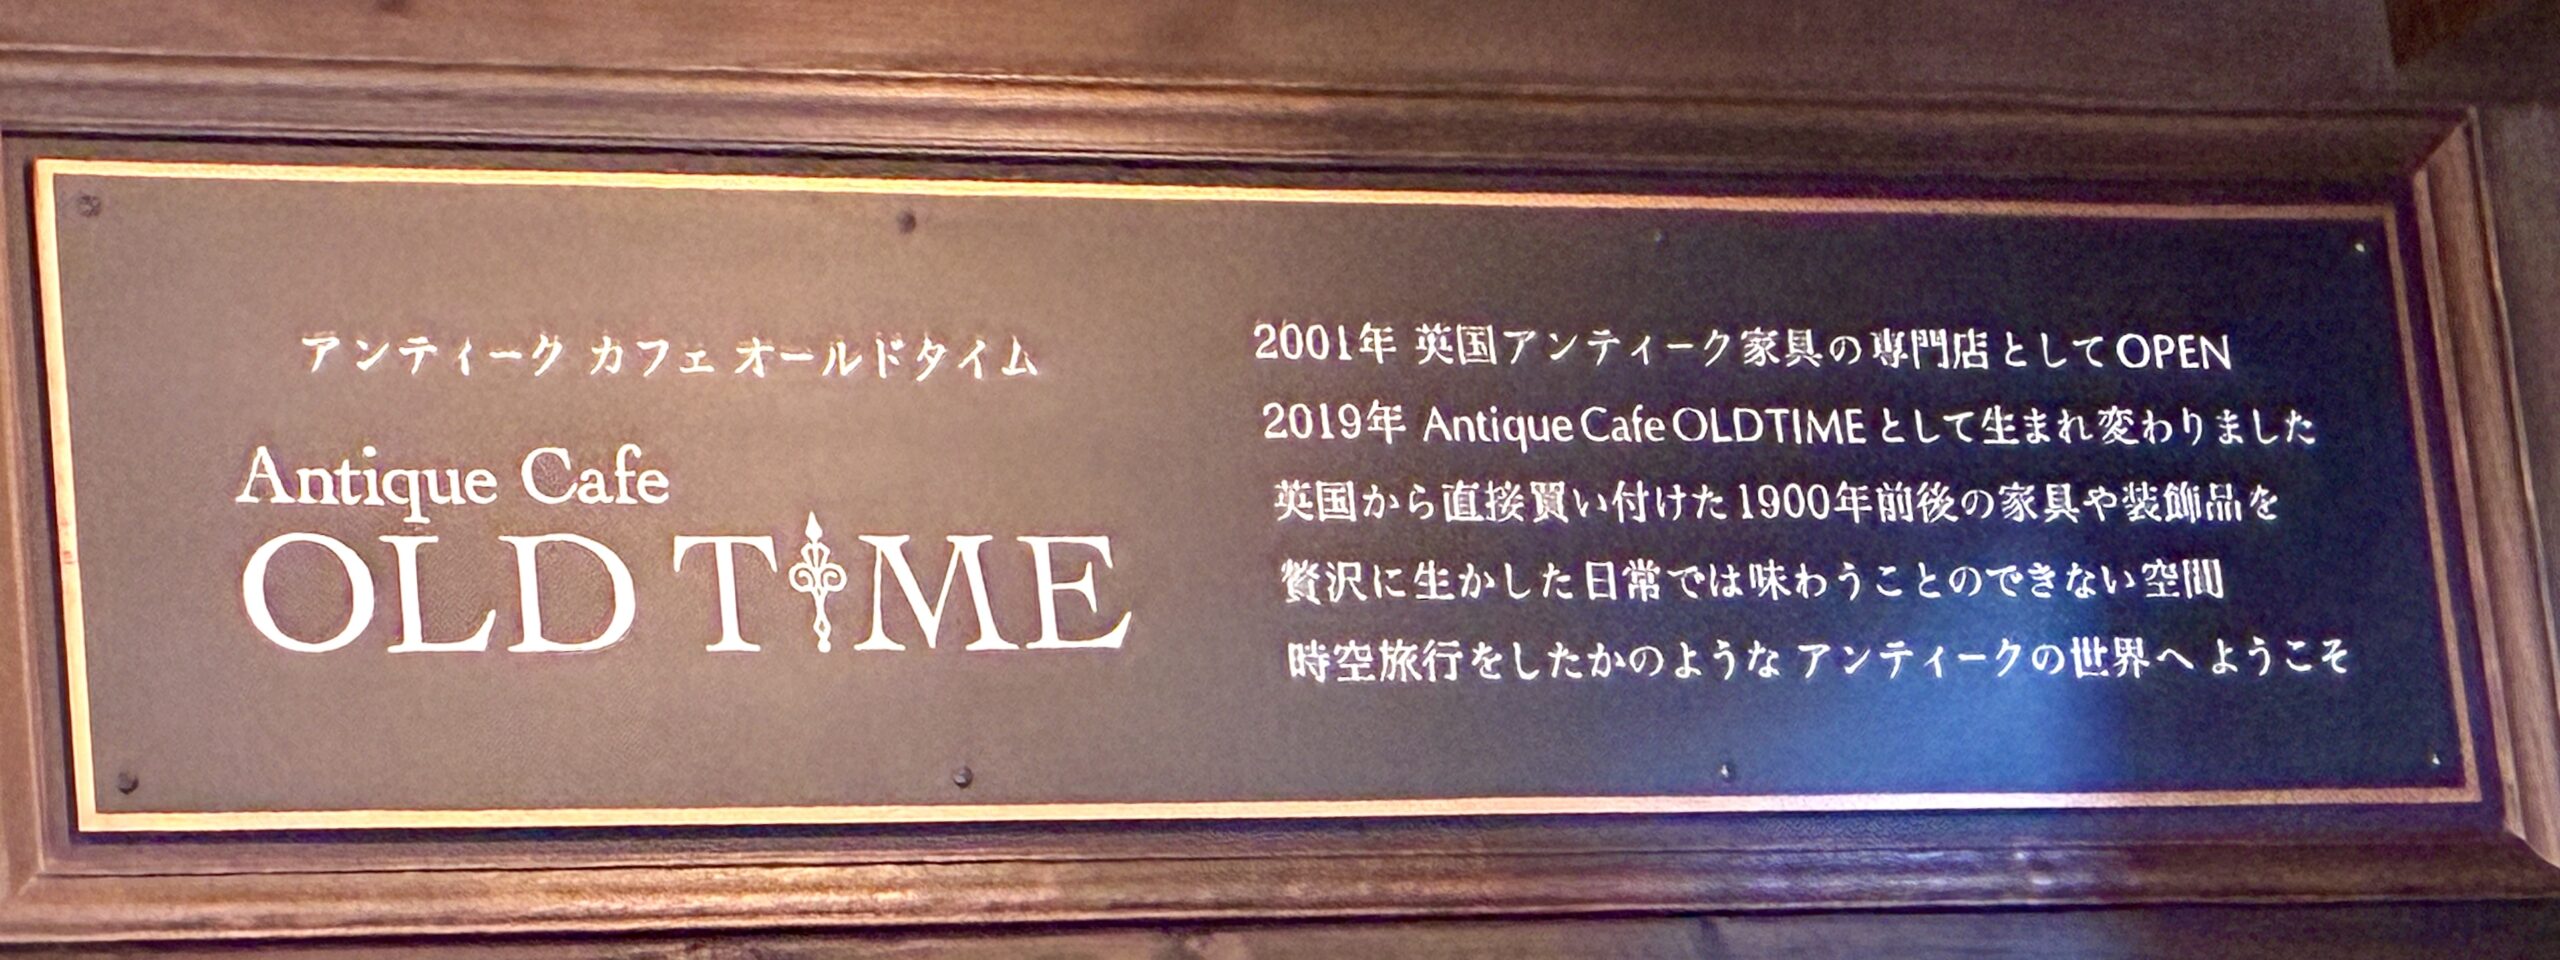 アンティーク カフェ オールドタイム
Antique Cafe
OLD TIME
2001年 英国アンティーク家具の専門店としてOPEN
2019年 Antique Cafe OLDTIMEとして生まれ変わりました
英国から直接買い付けた1900年前後の家具や装飾品を
贅沢に生かした日常では味わうことのできない空間
時空旅行をしたかのような アンティークの世界へ ようこそ